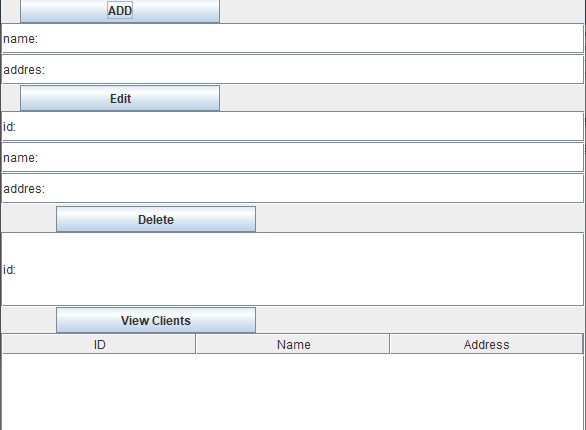 ADD
name:
addres:
Edit
id:
name:
addres:
Delete
id:
View Clients
ID Name Address